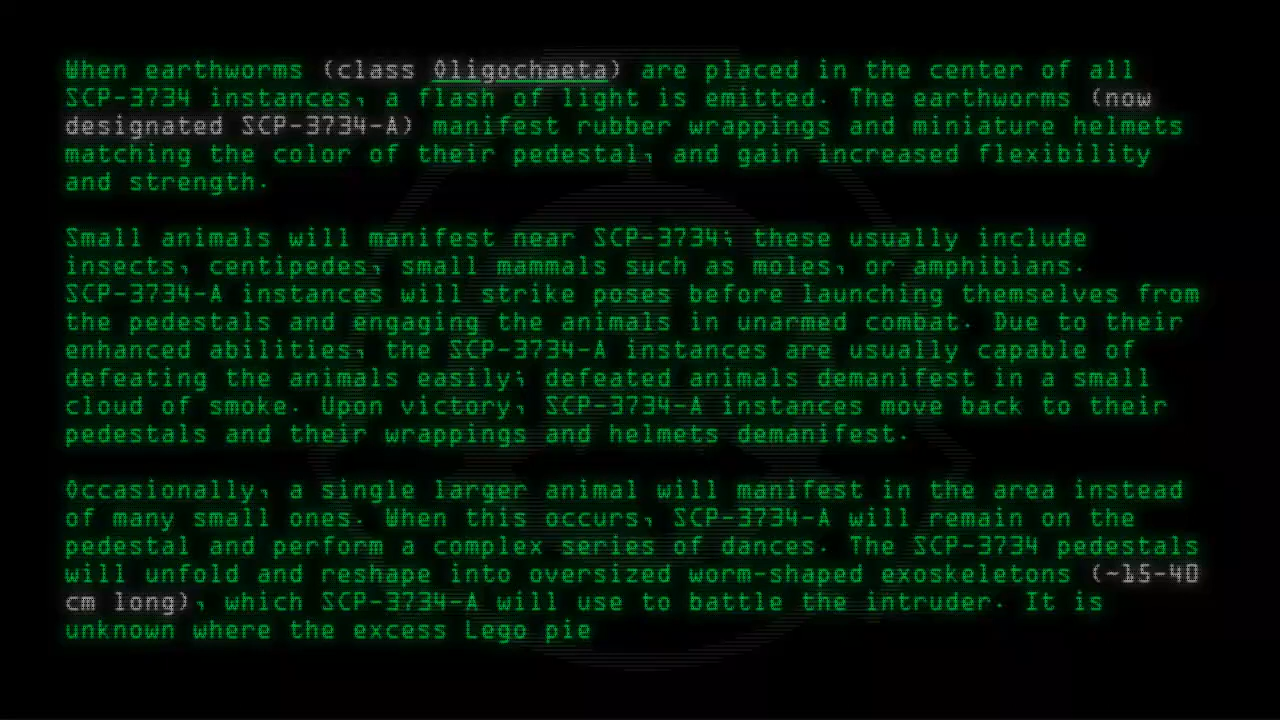 When earthworms (class Oligochaeta) are placed in the center of all
SCP-3734 instances, a flash of light is emitted. The earthworms (now
designated SCP-3734-A) manifest rubber wrappings and miniature helmets
matching the color of their pedestal, and gain increased flexibility
and strength.
Small animals will manifest near SCP-3734; these usually include
insects, centipedes, small mammals such as moles, or amphibians.
SCP-3734-A instances will strike poses before launching themselves from
the pedestals and engaging the animals in unarmed combat. Due to their
enhanced abilities, the SCP-3734-A instances are usually capable of
defeating the animals easily; defeated animals demanifest in a small
cloud of smoke. Upon victory, SCP-3734-A instances move back to their
pedestals and their wrappings and helmets demanifest.
Occasionally, a single larger animal will manifest in the area instead
of many small ones. When this occurs, SCP-3734-A will remain on the
pedestal and perform a complex series of dances. The SCP-3734 pedestals
will unfold and reshape into oversized worm-shaped exoskeletons (~15-40
cm long), which SCP-3734-A will use to battle the intruder. It is
unknown where the excess Lego pie